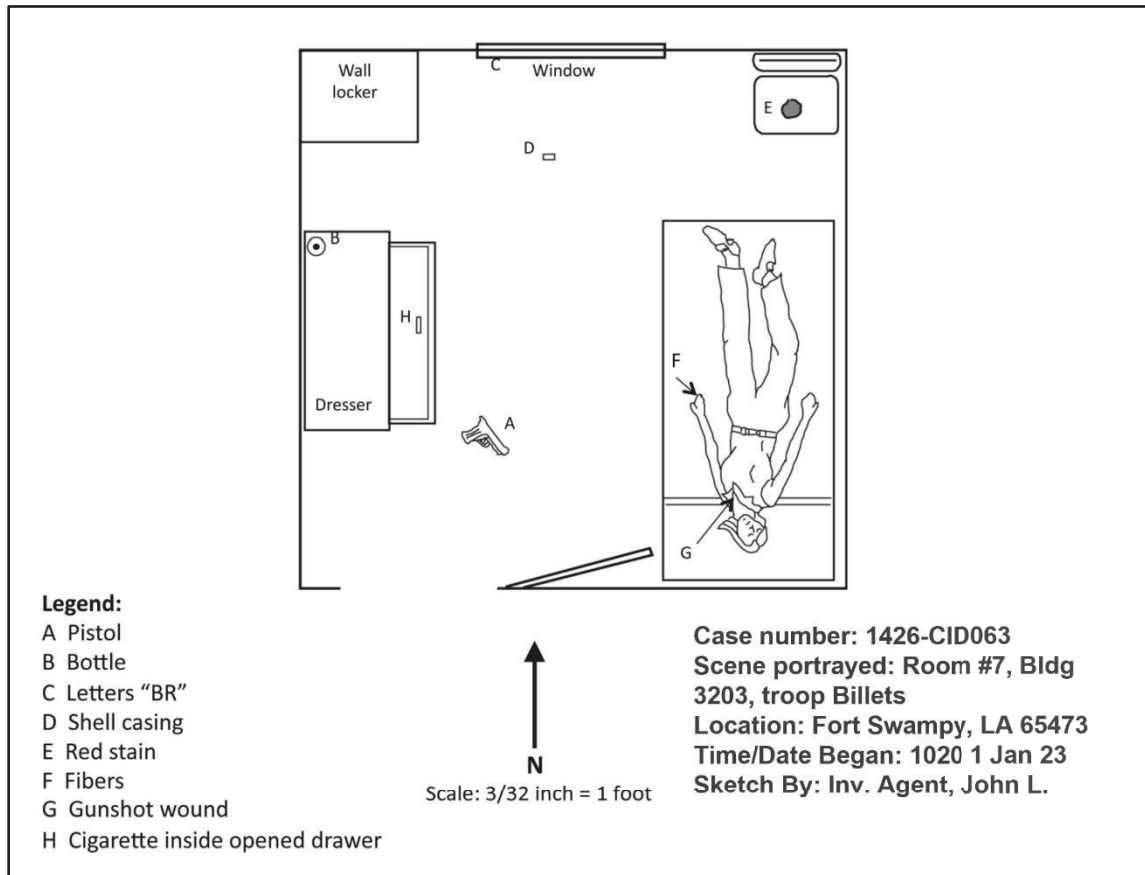 C
Window
Wall
locker
E
D
B
H
F
Dresser
A
G
Legend:
A Pistol
B Bottle
C Letters “BR”
D Shell casing
E Red stain
F Fibers
G Gunshot wound
H Cigarette inside opened drawer
N
Scale: 3/32 inch = 1 foot
Case number: 1426-CID063
Scene portrayed: Room #7, Bldg
3203, troop Billets
Location: Fort Swampy, LA 65473
Time/Date Began: 1020 1 Jan 23
Sketch By: Inv. Agent, John L.